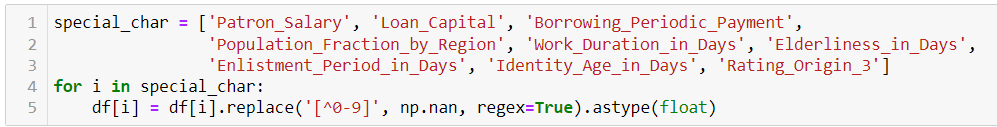 1 special_char = ['Patron_Salary', 'Loan_Capital', 'Borrowing_Periodic_Payment',
2 'Population_Fraction_by_Region', 'Work_Duration_in_Days', 'Elderliness_in_Days',
3 'Enlistment_Period_in_Days', 'Identity_Age_in_Days', 'Rating_Origin_3']
4 for i in special_char:
5 df[i] = df[i].replace('[^0-9]', np.nan, regex=True).astype(float)